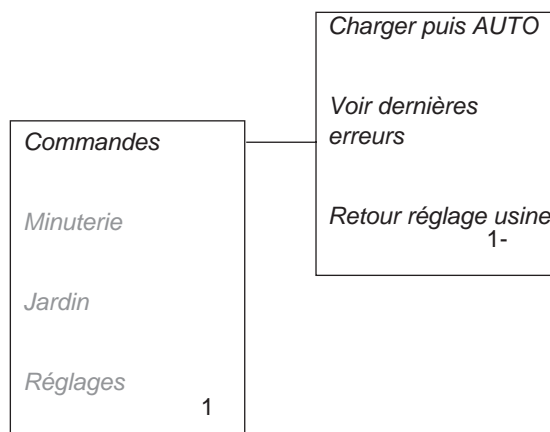 Charger puis AUTO
Voir dernières
erreurs
Retour réglage usine
1-
Commandes
Minuterie
Jardin
Réglages
1